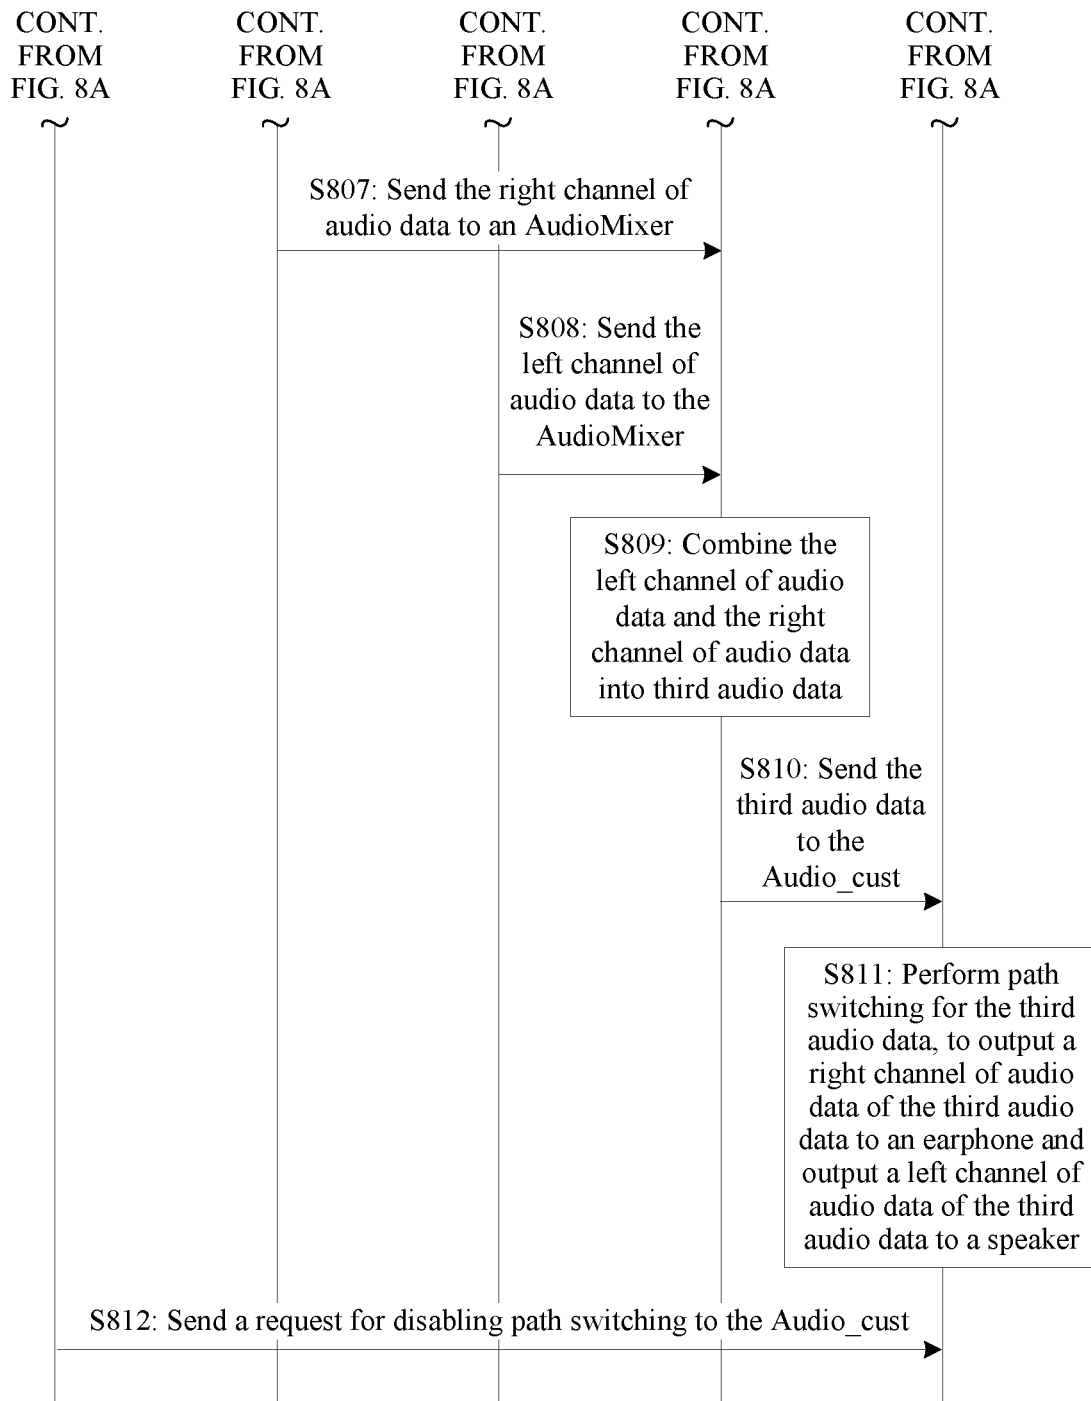 CONT.
FROM
FIG. 8A
CONT.
FROM
FIG. 8A
CONT.
FROM
FIG. 8A
CONT.
FROM
FIG. 8A
CONT.
FROM
FIG. 8A
S807: Send the right channel of
audio data to an AudioMixer
S808: Send the
left channel of
audio data to the
AudioMixer
S809: Combine the
left channel of audio
data and the right
channel of audio data
into third audio data
S810: Send the
third audio data
to the
Audio_cust
S811: Perform path
switching for the third
audio data, to output a
right channel of audio
data of the third audio
data to an earphone and
output a left channel of
audio data of the third
audio data to a speaker
S812: Send a request for disabling path switching to the Audio_cust